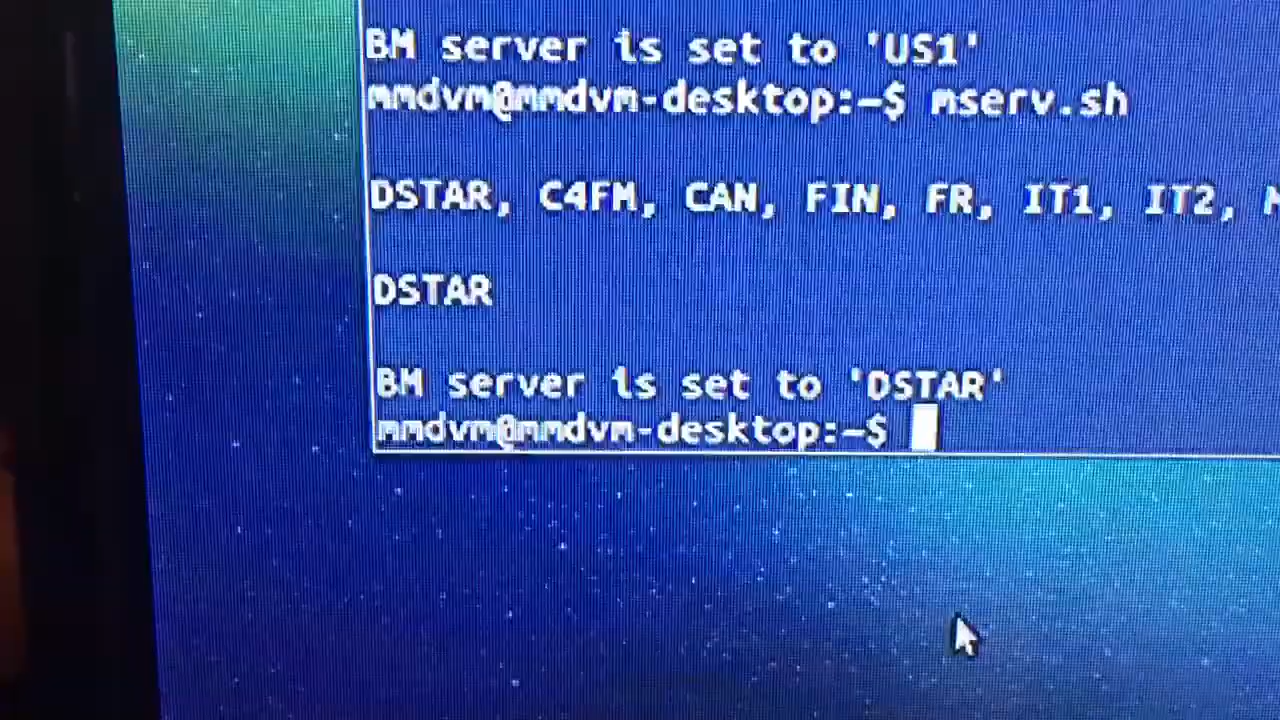 BM server is set to 'US1'
mmdvm@mmdvm-desktop:~$ mserv.sh
DSTAR, C4FM, CAN, FIN, FR, IT1, IT2,
DSTAR
BM server is set to 'DSTAR'
mmdvm@mmdvm-desktop:~$